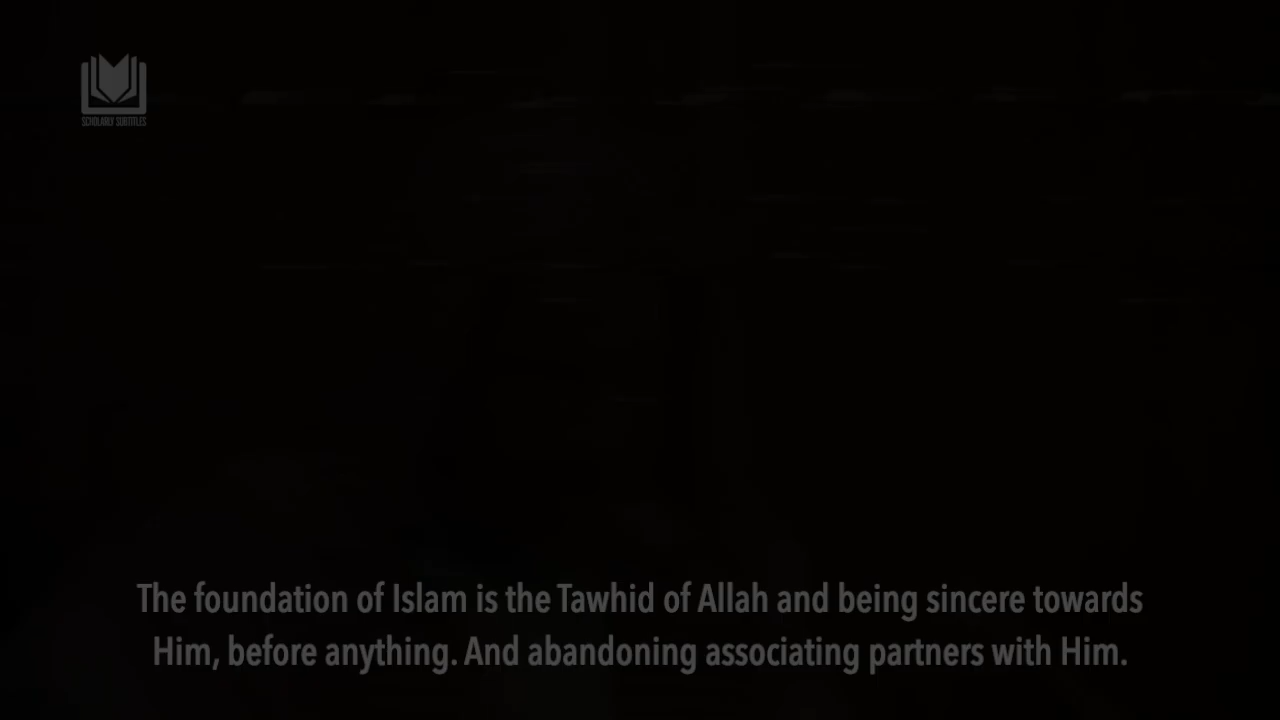 SCHOLARLY SUBTITLES
The foundation of Islam is the Tawhid of Allah and being sincere towards
Him, before anything. And abandoning associating partners with Him.